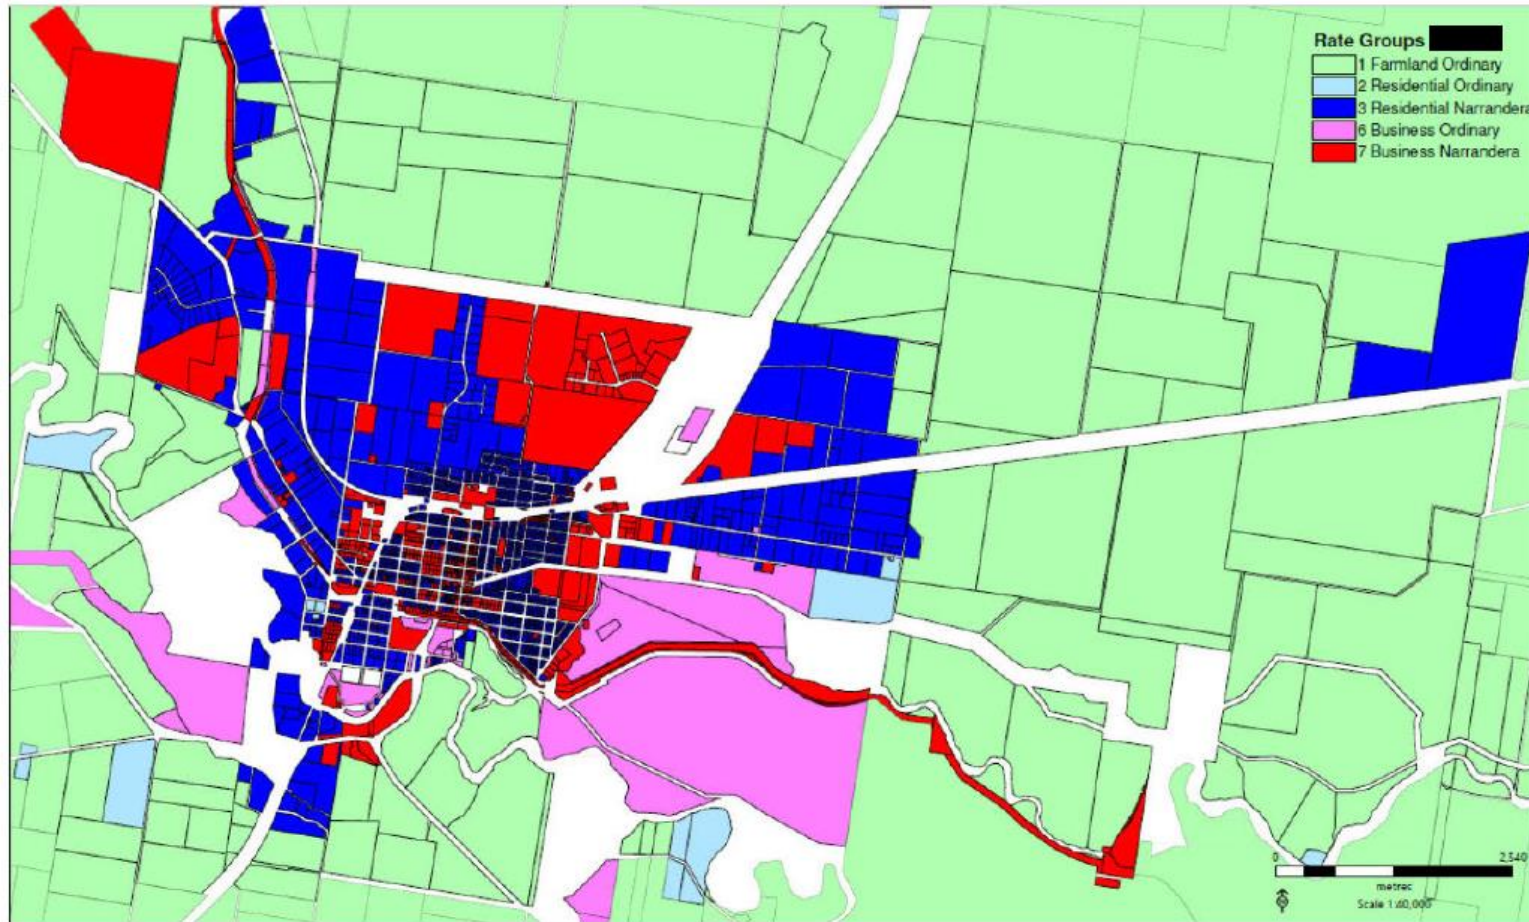 Rate Groups
1 Farmland Ordinary
2 Residential Ordinary
3 Residential Narrandera
6 Business Ordinary
7 Business Narrandera
0 2,540
metres
Scale 1:40,000